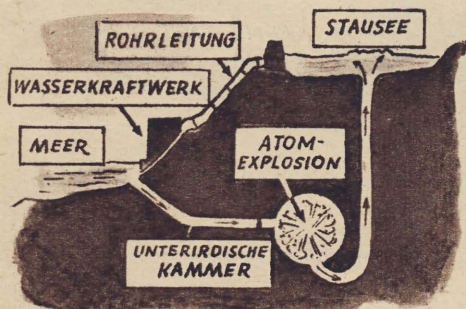 ROHRLEITUNG
STAUSEE
WASSERKRAFTWERK
MEER
ATOM-
EXPLOSION
UNTERIRDISCHE
KAMMER